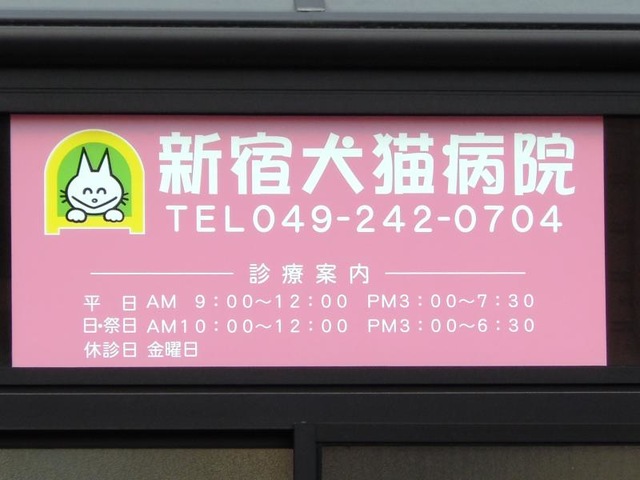 新宿犬猫病院
TEL049-242-0704
診療案内
平 日 AM 9:00〜12:00 PM3:00〜7:30
日・祭日 AM10:00〜12:00 PM3:00〜6:30
休診日 金曜日